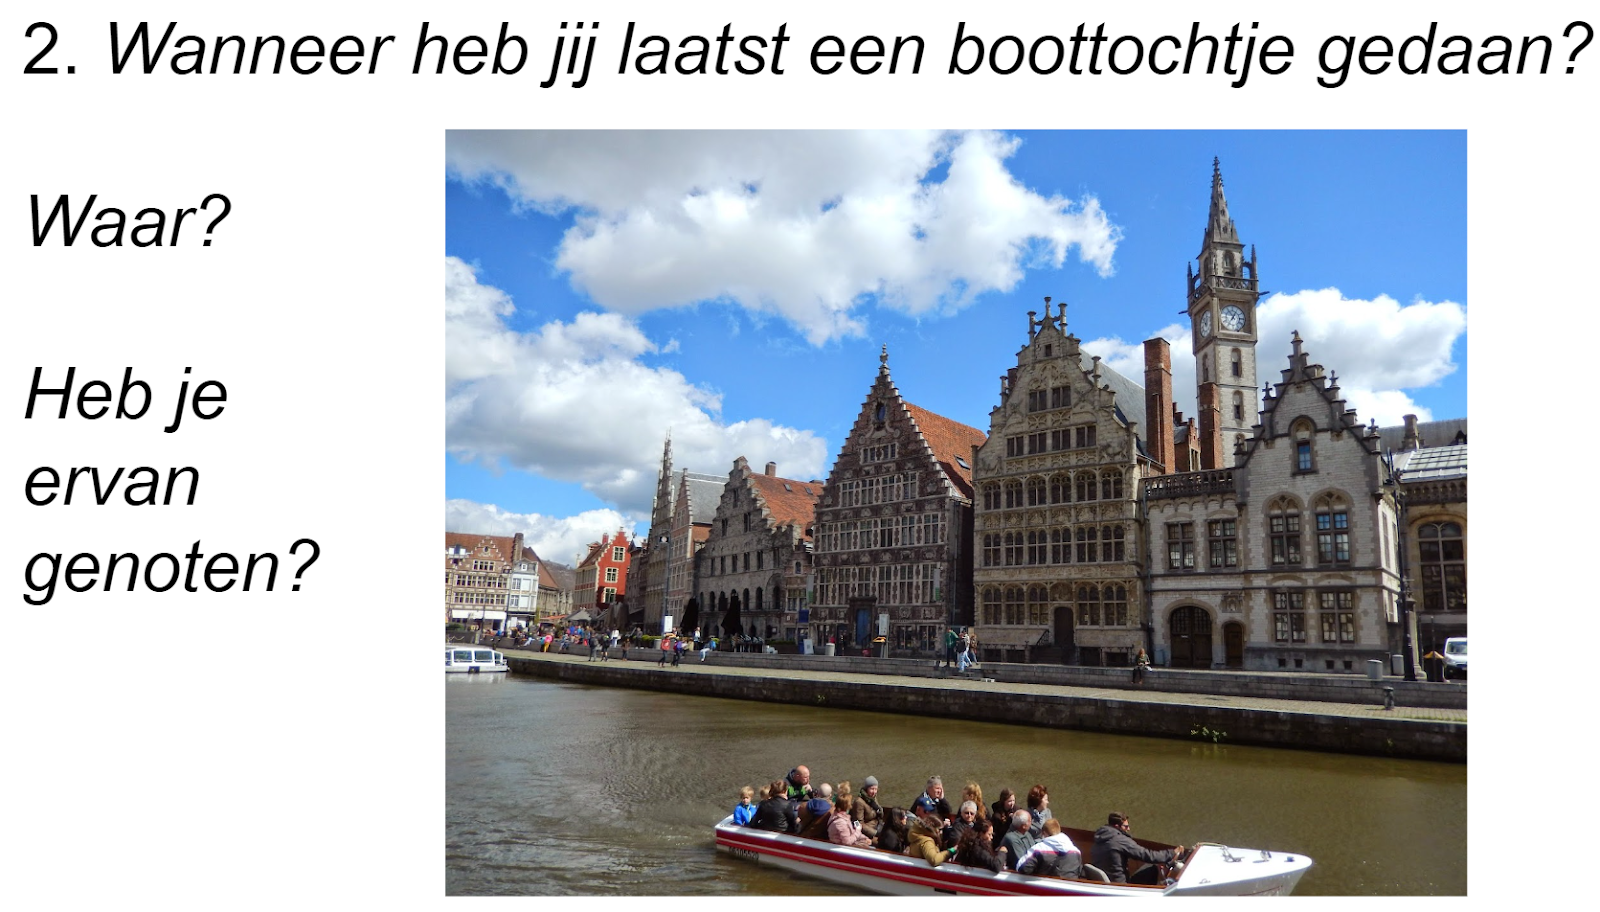 2. Wanneer heb jij laatst een boottochtje gedaan?
Waar?
Heb je
ervan
genoten?